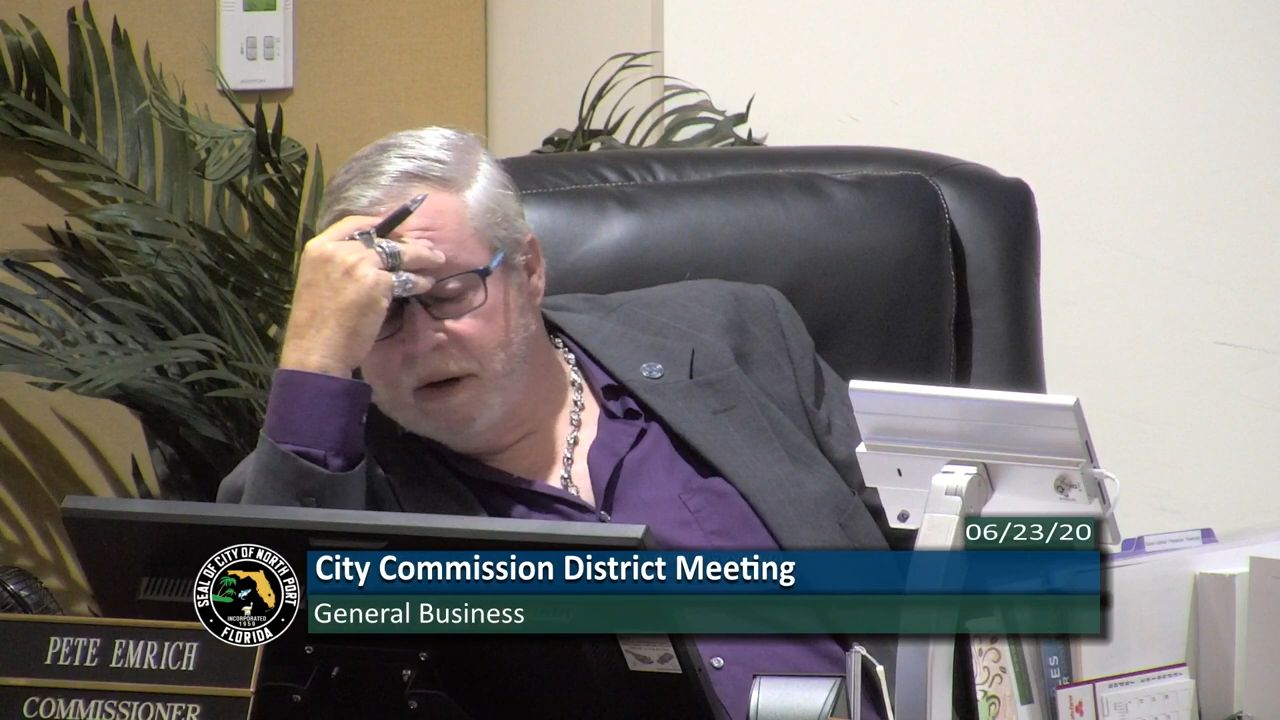 06/23/20
City Commission District Meeting
General Business
SEAL OF CITY OF NORTH PORT
FLORIDA
INCORPORATED
1959
PETE EMRICH
COMMISSIONER